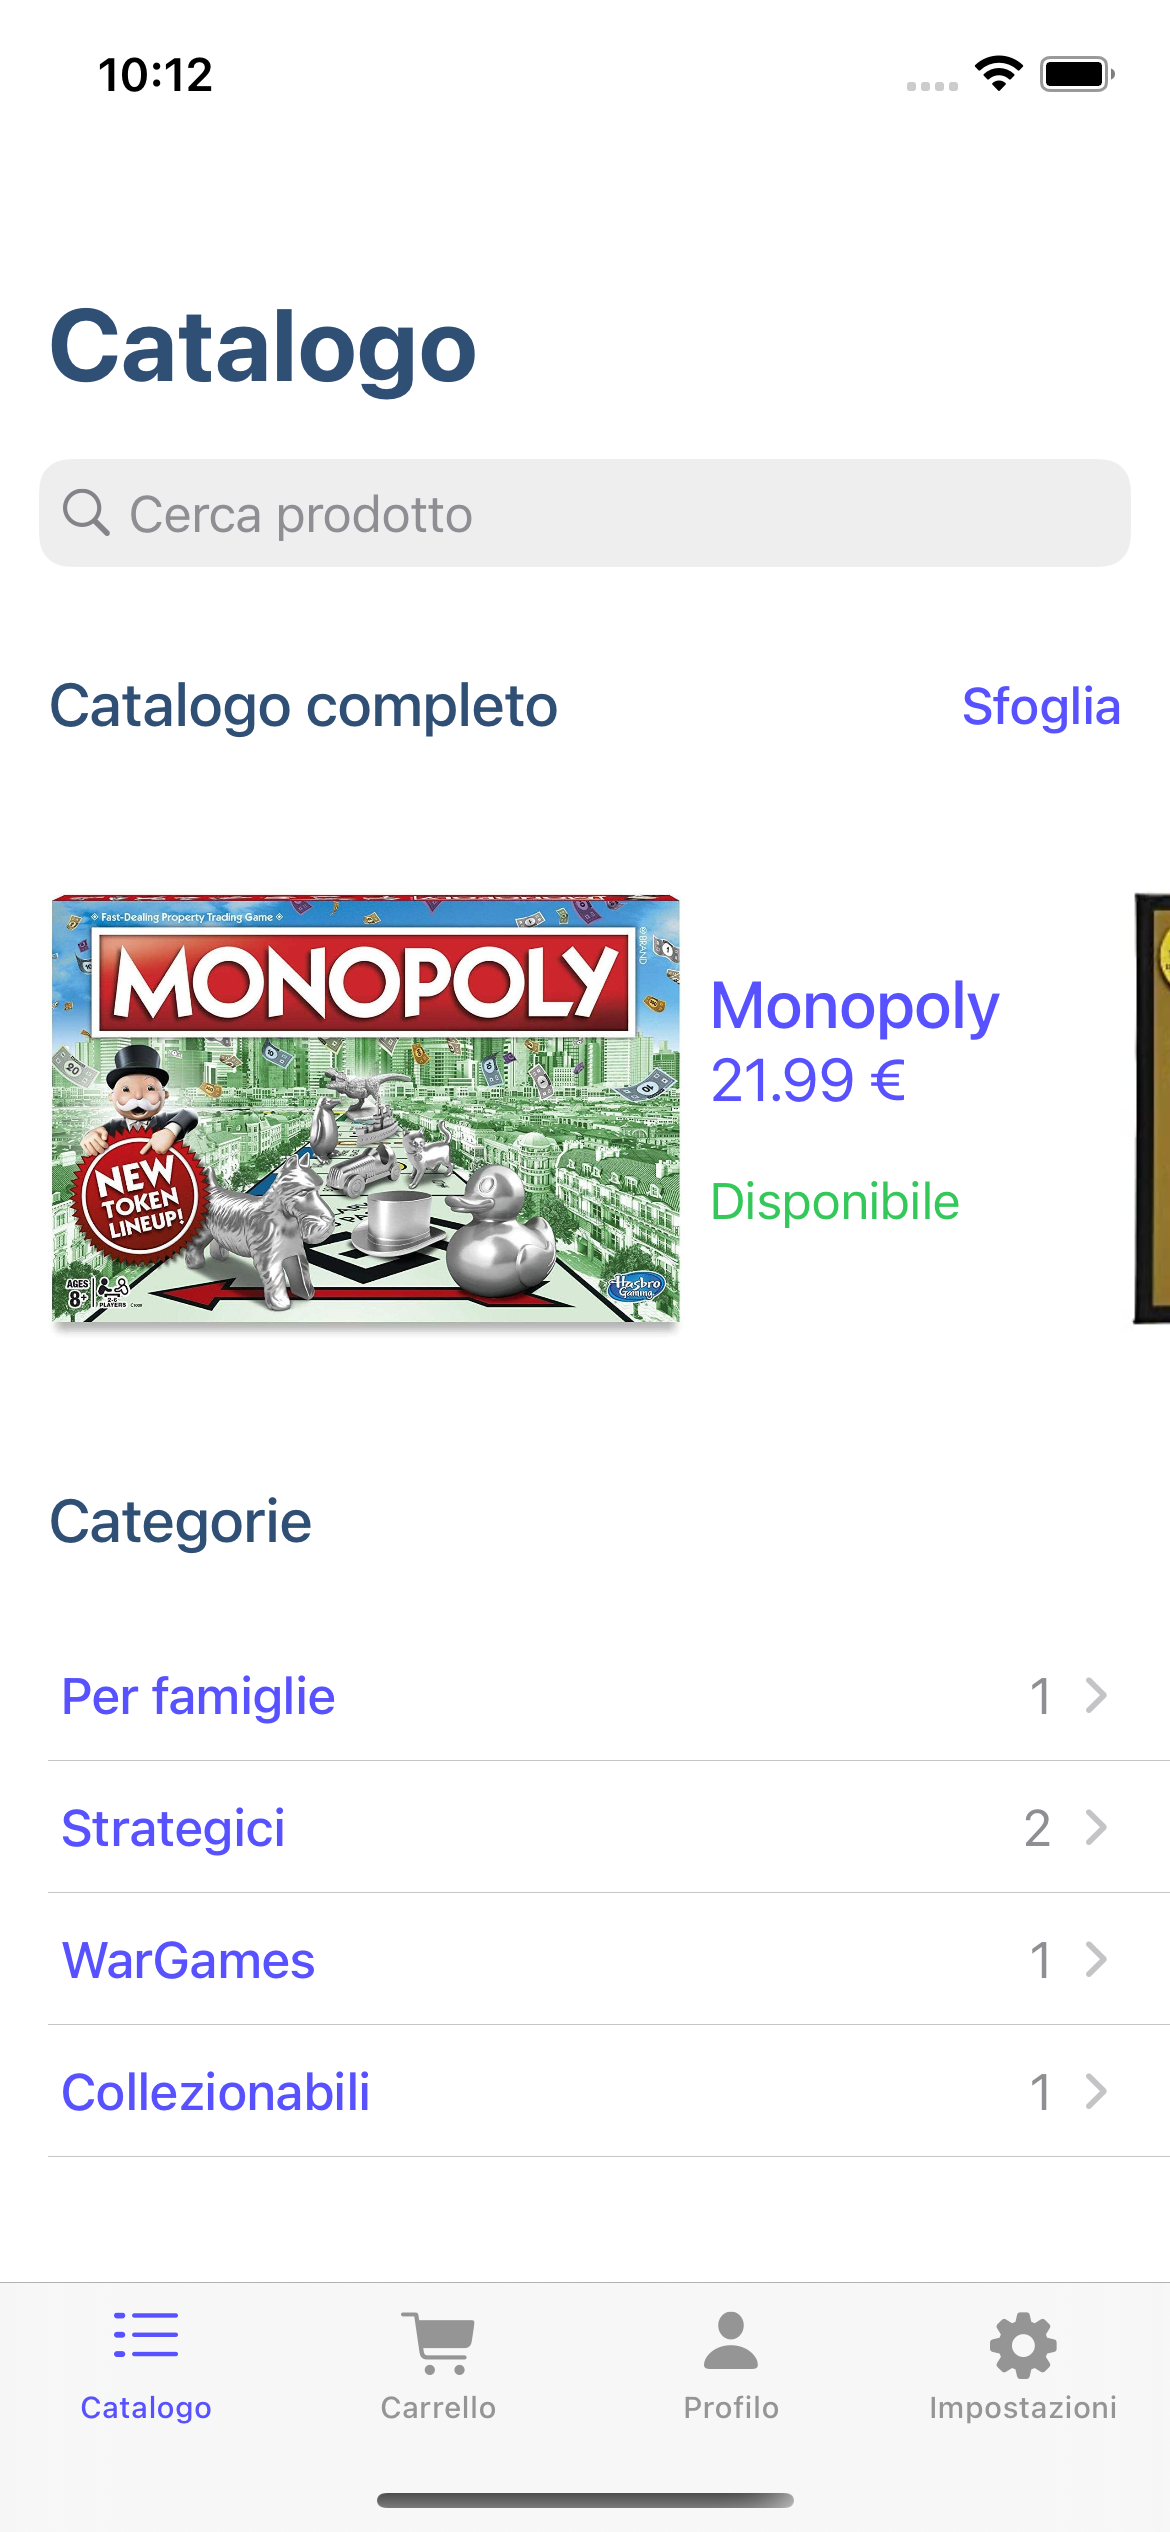 10:12
Catalogo
Cerca prodotto
Catalogo completo
Sfoglia
Fast-Dealing Property Trading Game
©BRAND
MONOPOLY
NEW
TOKEN
LINEUP!
AGES
8+
2-6
PLAYERS
Hasbro
Gaming
Monopoly
21.99 €
Disponibile
Categorie
Per famiglie 1
Strategici 2
WarGames 1
Collezionabili 1
Catalogo
Carrello
Profilo
Impostazioni